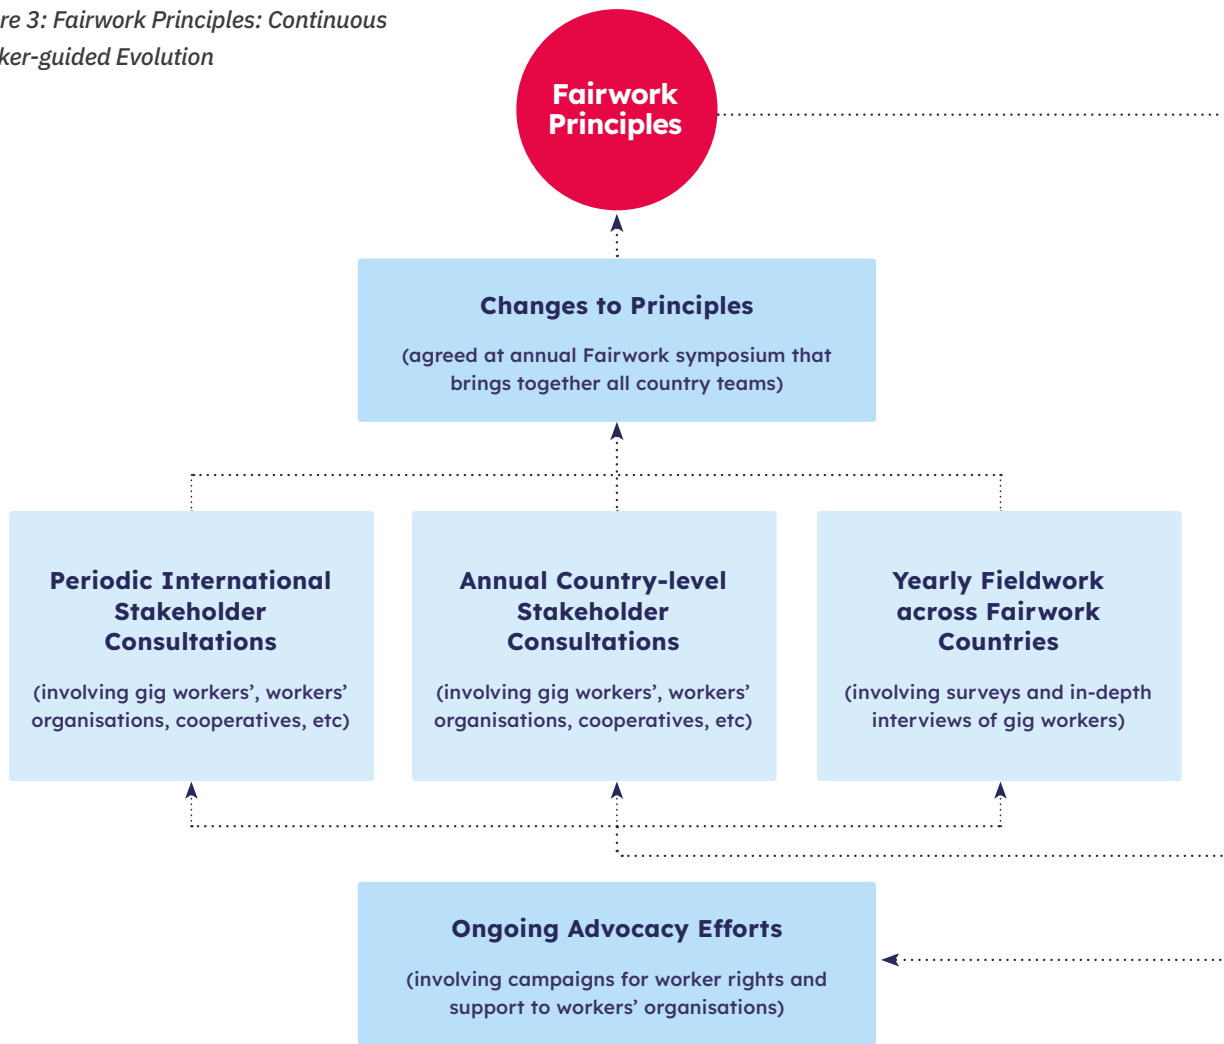 re 3: Fairwork Principles: Continuous
ker-guided Evolution
Fairwork
Principles
Changes to Principles
(agreed at annual Fairwork symposium that
brings together all country teams)
Periodic International
Stakeholder
Consultations
(involving gig workers’, workers’
organisations, cooperatives, etc)
Annual Country-level
Stakeholder
Consultations
(involving gig workers’, workers’
organisations, cooperatives, etc)
Yearly Fieldwork
across Fairwork
Countries
(involving surveys and in-depth
interviews of gig workers)
Ongoing Advocacy Efforts
(involving campaigns for worker rights and
support to workers’ organisations)